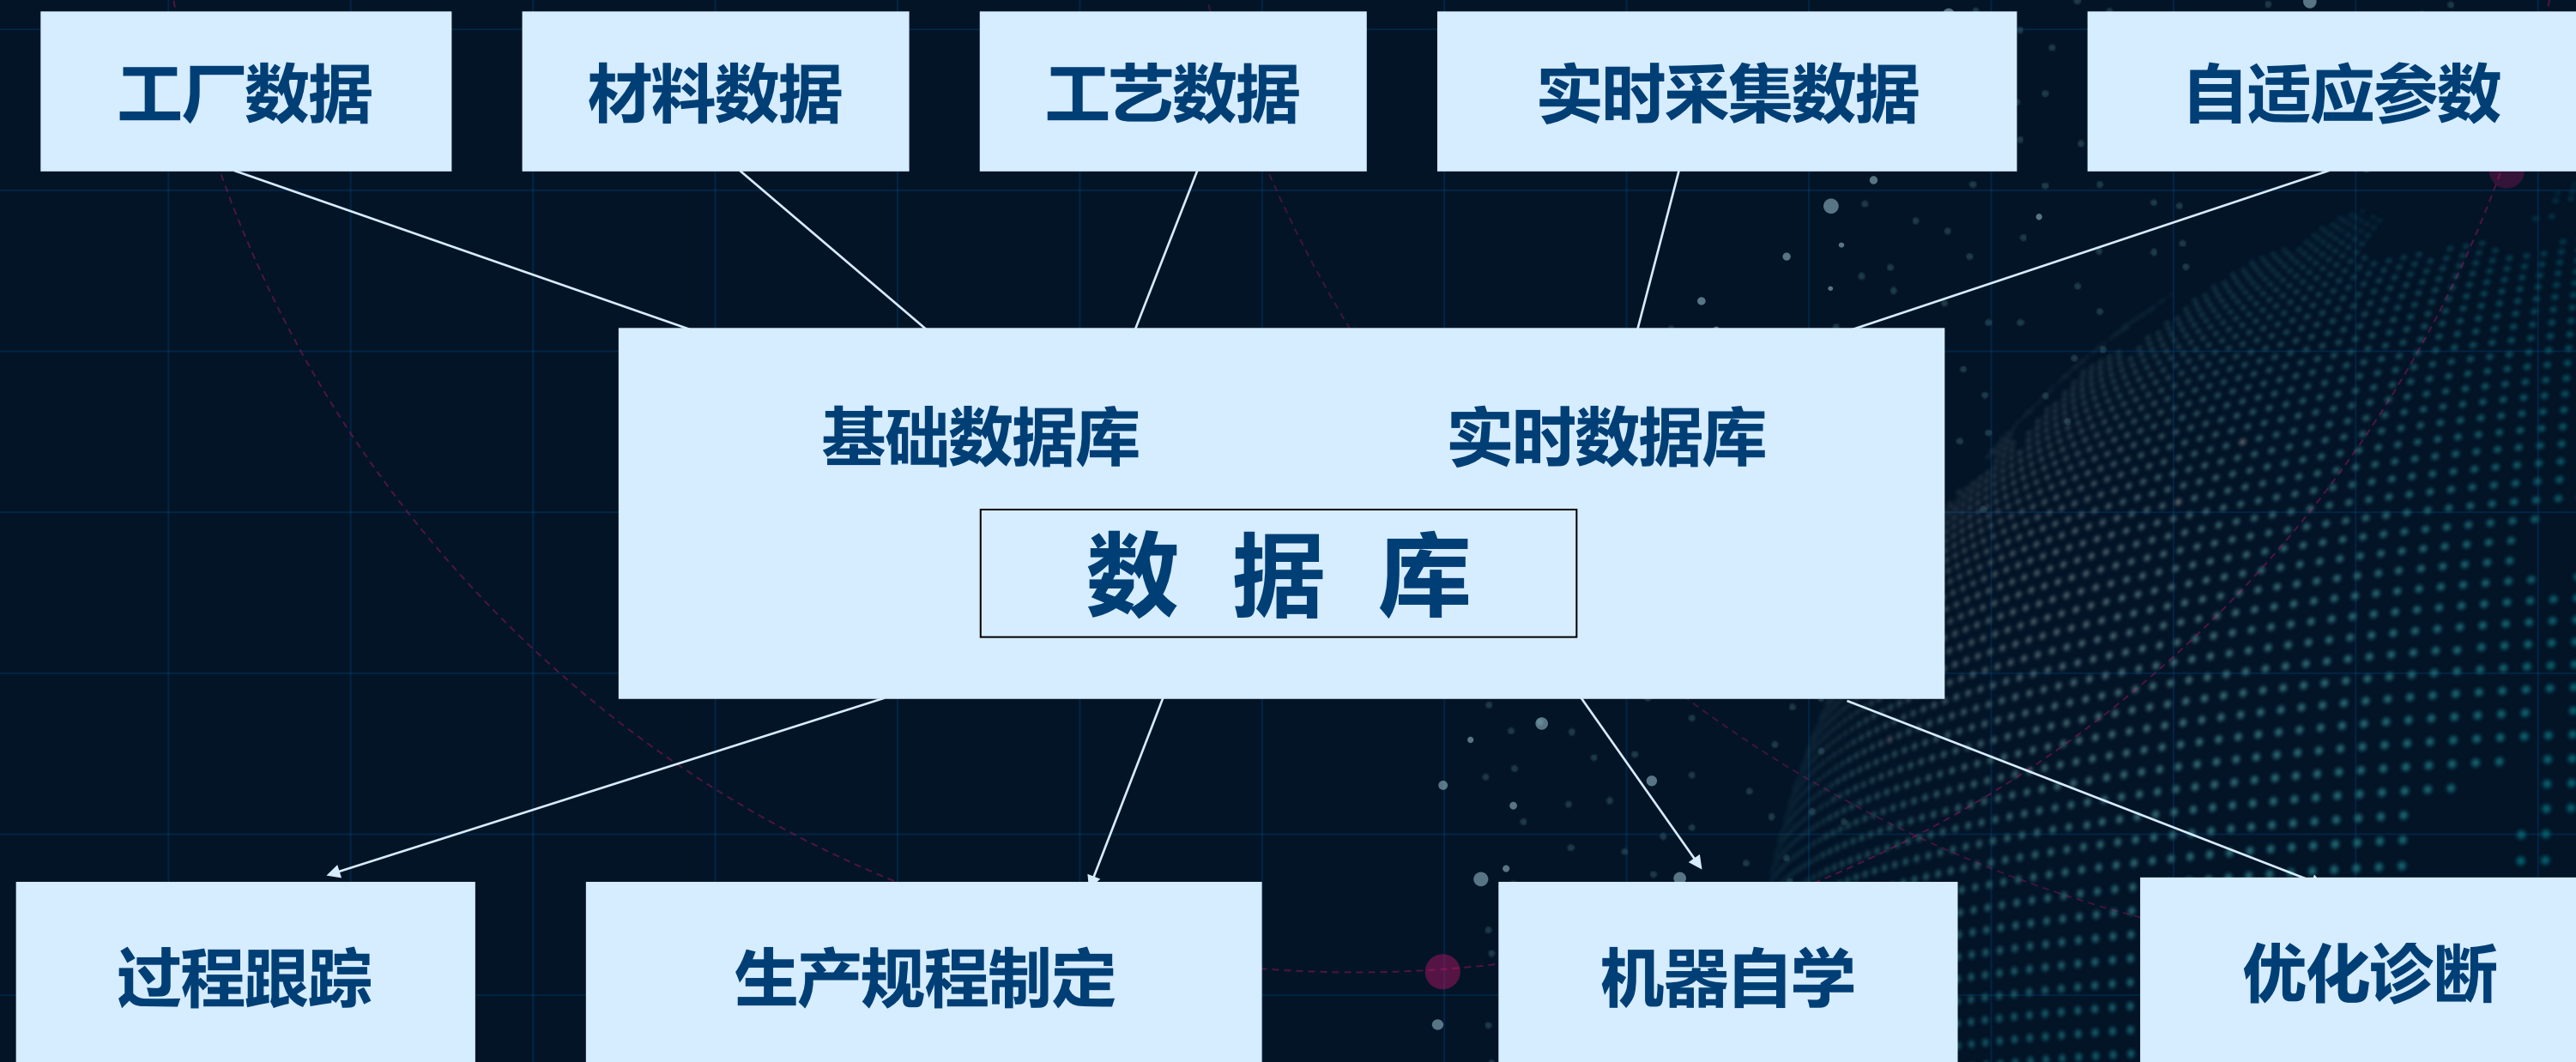 工厂数据
材料数据
工艺数据
实时采集数据
自适应参数
基础数据库
实时数据库
数 据 库
过程跟踪
生产规程制定
机器自学
优化诊断